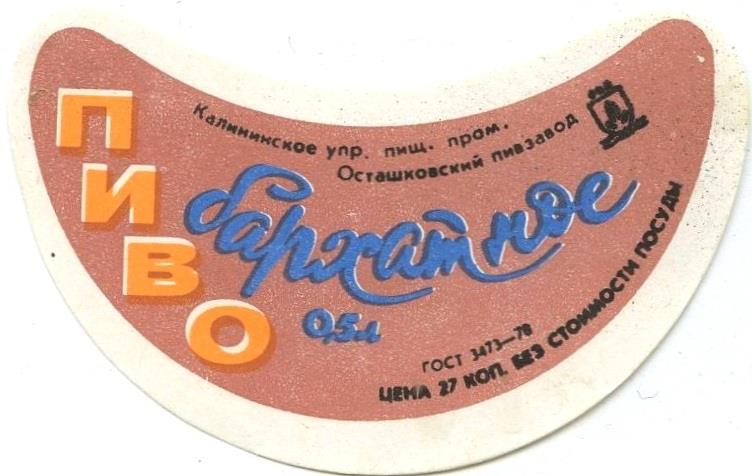 Калининское упр. пищ. пром.
Осташковский пивзавод
ПИВО
бархатное
0,5л
ГОСТ 3473-78
ЦЕНА 27 КОП. БЕЗ СТОИМОСТИ ПОСУДЫ